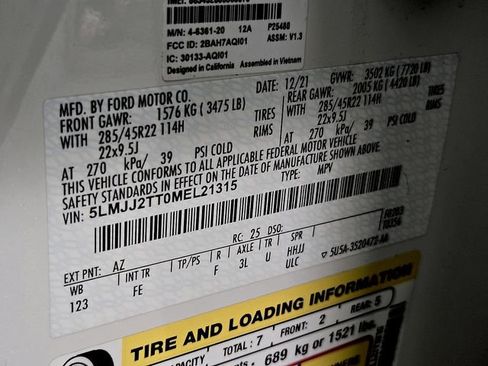 M/N: 4-6361-20 12A P25480
FCC ID: 2BAH7AQI01 ASSM: V1.3
IC: 30133-AQI01
Designed in California Assembled in Vietnam
MFD. BY FORD MOTOR CO. 12/21 GVWR: 3502 KG (7720 LB)
FRONT GAWR: 1576 KG (3475 LB) REAR GAWR: 2005 KG (4420 LB)
WITH 285/45R22 114H TIRES WITH 285/45R22 114H TIRES
22x9.5J RIMS 22x9.5J RIMS
AT 270 kPa/ 39 PSI COLD AT 270 kPa/ 39 PSI COLD
THIS VEHICLE CONFORMS TO ALL APPLICABLE FEDERAL MOTOR VEHICLE
SAFETY STANDARDS IN EFFECT ON THE DATE OF MANUFACTURE SHOWN ABOVE.
VIN: 5LMJJ2TT0MEL21315 TYPE: MPV
EXT PNT: AZ RC: 25 DSO:
WB INT TR TP/PS R AXLE TR SPR
123 FE F 3L U HHJJ
ULC
TIRE AND LOADING INFORMATION
CAPACITY TOTAL: 7 FRONT: 2 REAR: 5
689 kg or 1521 lbs.